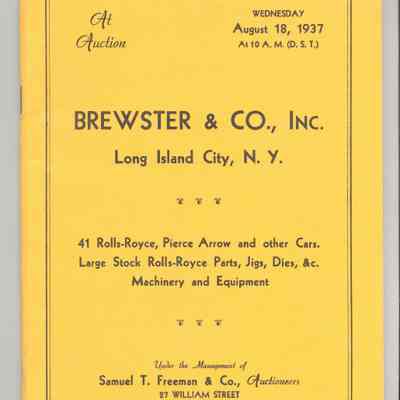 At
Auction
WEDNESDAY
August 18, 1937
At 10 A. M. (D. S. T.)
BREWSTER & CO., INC.
Long Island City, N. Y.
41 Rolls-Royce, Pierce Arrow and other Cars.
Large Stock Rolls-Royce Parts, Jigs, Dies, &c.
Machinery and Equipment
Under the Management of
Samuel T. Freeman & Co., Auctioneers
27 WILLIAM STREET